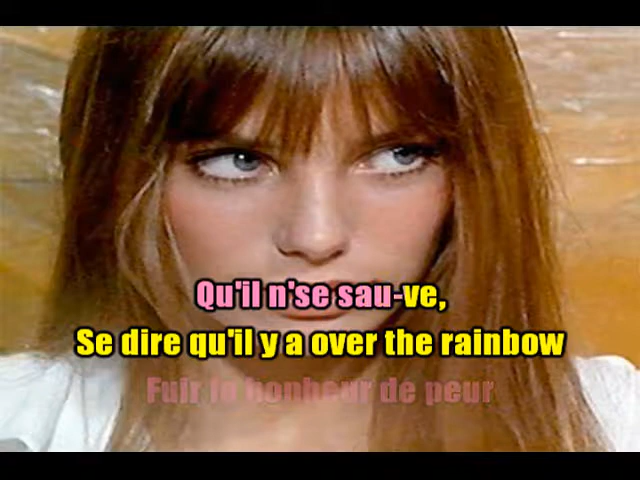 Qu'il n'se sau-ve,
Se dire qu'il y a over the rainbow
Fuir le bonheur de peur